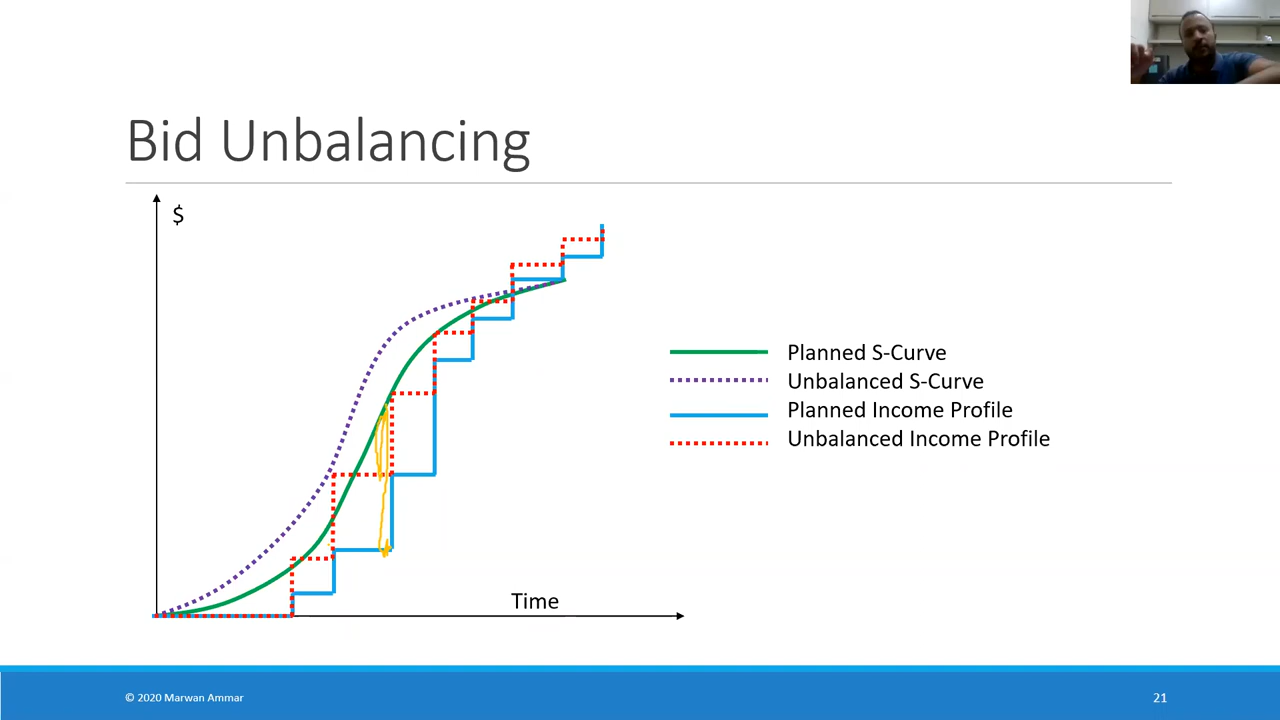 Bid Unbalancing
$
Planned S-Curve
Unbalanced S-Curve
Planned Income Profile
Unbalanced Income Profile
Time
© 2020 Marwan Ammar
21